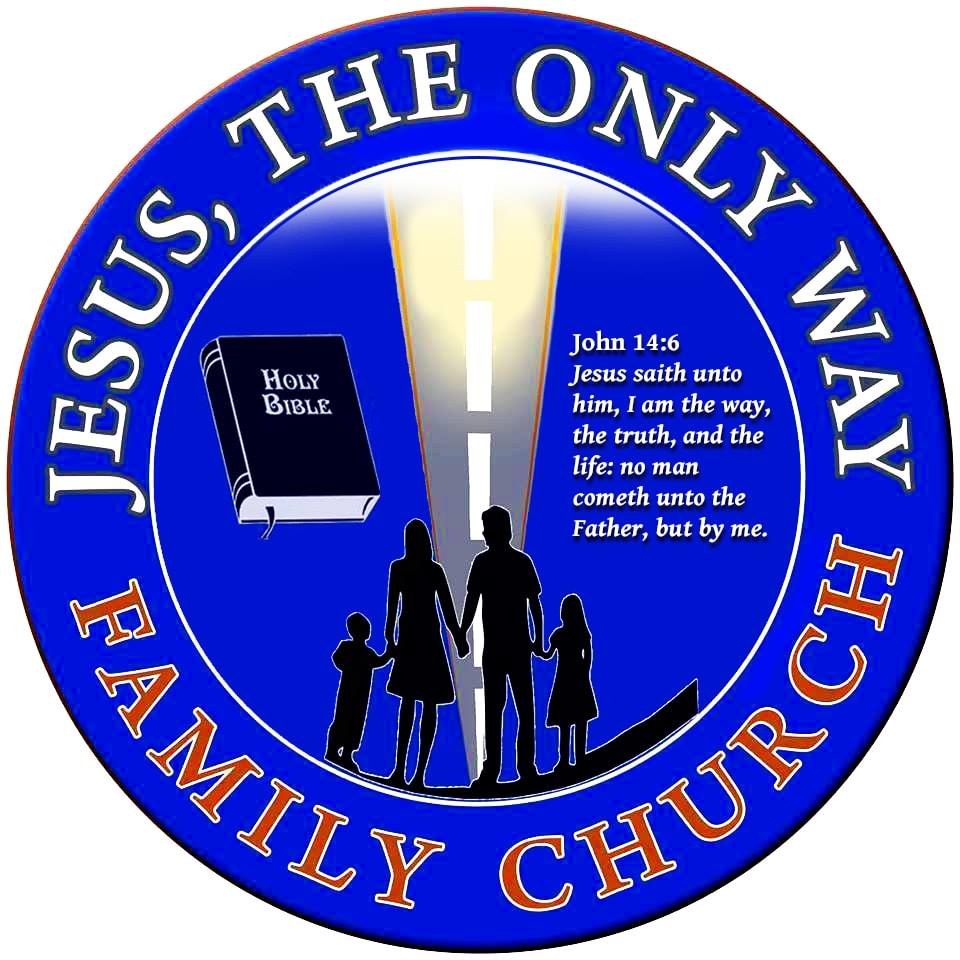 JESUS, THE ONLY WAY
HOLY
BIBLE
John 14:6
Jesus saith unto
him, I am the way,
the truth, and the
life: no man
cometh unto the
Father, but by me.
FAMILY CHURCH